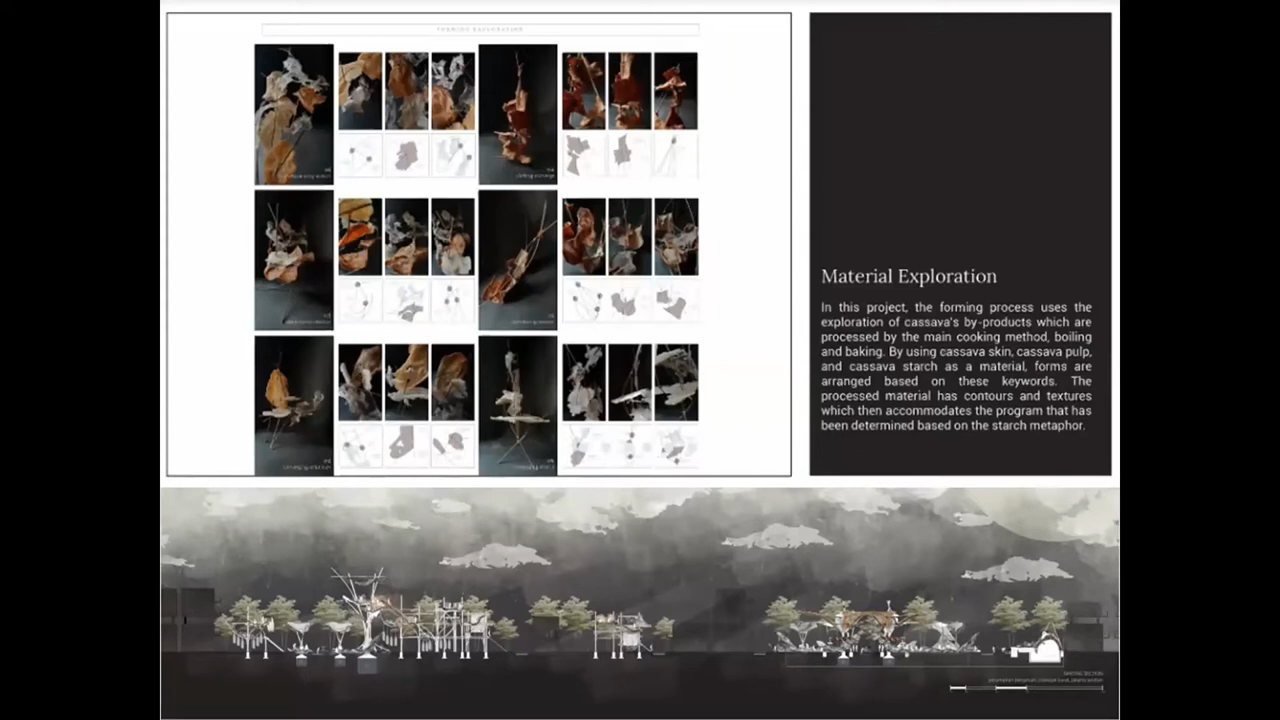 Material Exploration
In this project, the forming process uses the
exploration of cassava's by-products which are
processed by the main cooking method, boiling
and baking. By using cassava skin, cassava pulp,
and cassava starch as a material, forms are
arranged based on these keywords. The
processed material has contours and textures
which then accommodates the program that has
been determined based on the starch metaphor.